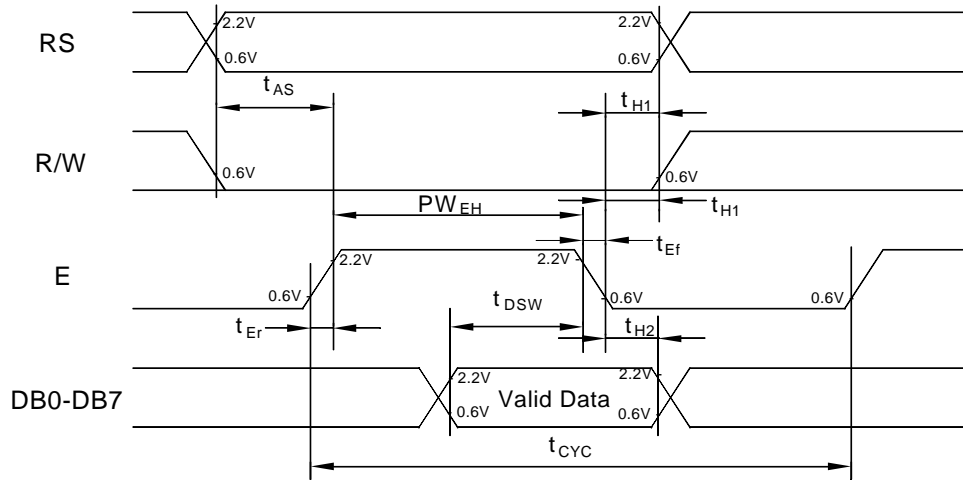 RS
2.2V
0.6V
2.2V
0.6V
tAS
tH1
R/W
0.6V
0.6V
PWEH
tH1
tEf
E
2.2V
0.6V
2.2V
0.6V
0.6V
tEr
tDSW
tH2
DB0-DB7
2.2V
0.6V
Valid Data
2.2V
0.6V
tCYC